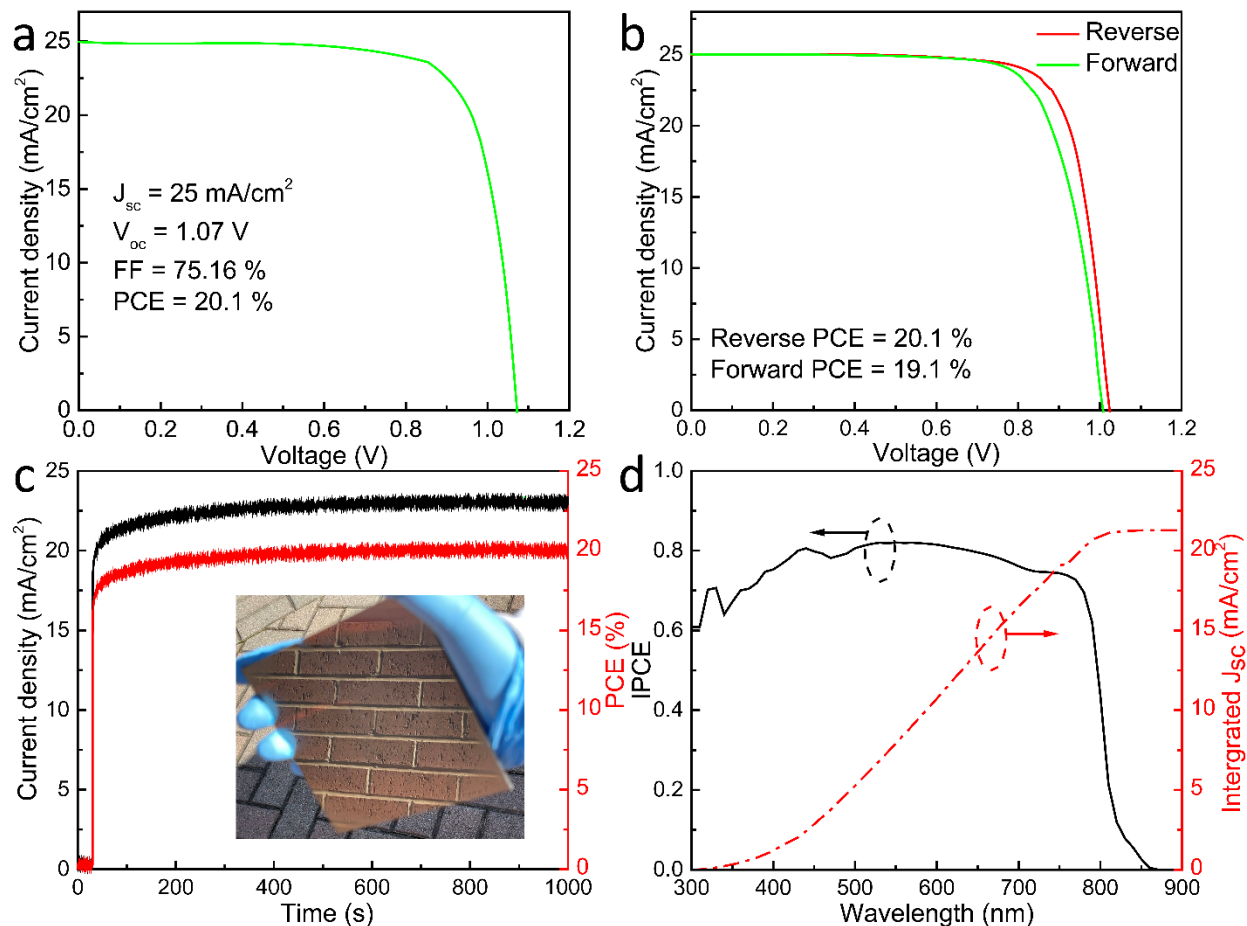 a
Current density (mA/cm²)
30
25
20
15
10
5
0
J_sc = 25 mA/cm²
V_oc = 1.07 V
FF = 75.16 %
PCE = 20.1 %
0.0 0.2 0.4 0.6 0.8 1.0 1.2
Voltage (V)
b
Current density (mA/cm²)
25
20
15
10
5
0
Reverse
Forward
Reverse PCE = 20.1 %
Forward PCE = 19.1 %
0.0 0.2 0.4 0.6 0.8 1.0 1.2
Voltage (V)
c
Current density (mA/cm²)
25
20
15
10
5
0
25
20
15
10
5
0
PCE (%)
0 200 400 600 800 1000
Time (s)
d
IPCE
1.0
0.8
0.6
0.4
0.2
0.0
25
20
15
10
5
0
Intergrated J_SC (mA/cm²)
300 400 500 600 700 800 900
Wavelength (nm)